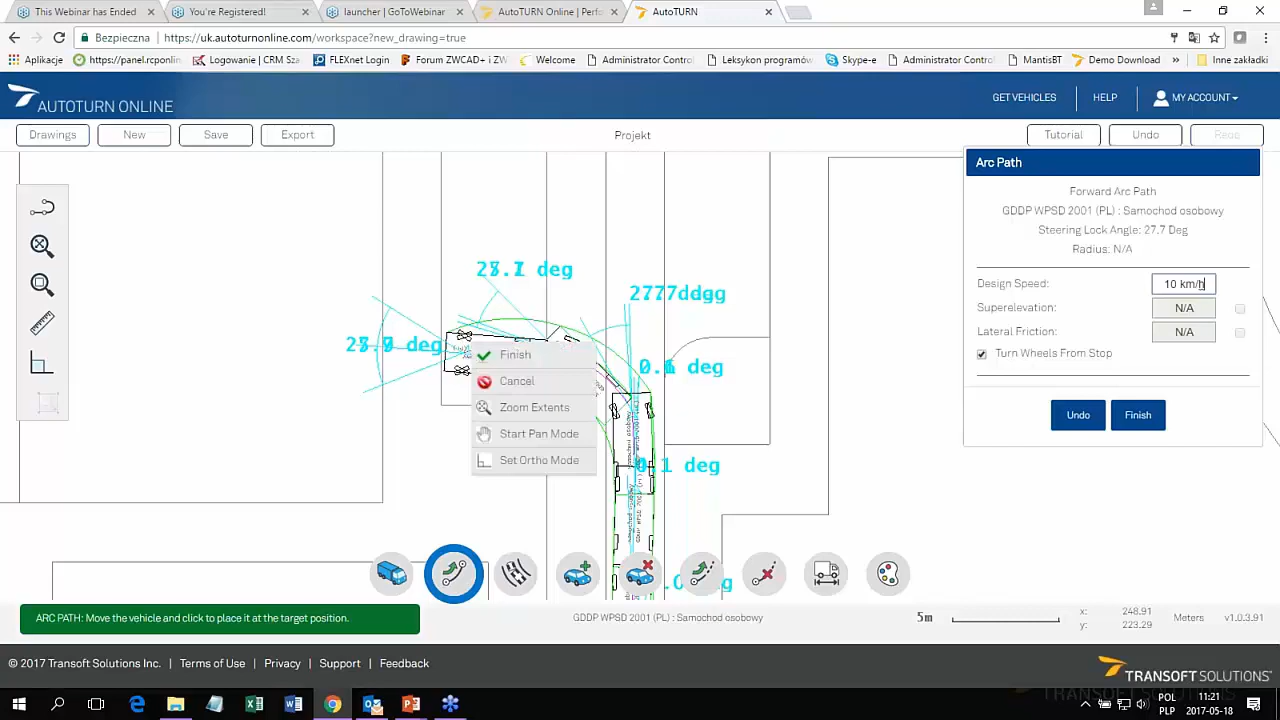 This Webinar has Ended
You're Registered!
launcher | GoToWebinar
AutoTURN Online | Perfo
AutoTURN
Bezpieczna
https://uk.autoturnonline.com/workspace?new_drawing=true
Aplikacje
https://panel.rcponlin
Logowanie | CRM Sza
FLEXnet Login
Forum ZWCAD+ i ZW
Welcome
Administrator Contro
Leksykon programów
Skype-e
Administrator Contro
MantisBT
Demo Download
»
Inne zakładki
AUTOTURN ONLINE
GET VEHICLES
HELP
MY ACCOUNT
Drawings
New
Save
Export
Projekt
Tutorial
Undo
Redo
Arc Path
Forward Arc Path
GDDP WPSD 2001 (PL) : Samochod osobowy
Steering Lock Angle: 27.7 Deg
Radius: N/A
Design Speed:
10 km/h
Superelevation:
N/A
Lateral Friction:
N/A
Turn Wheels From Stop
Undo
Finish
deg
deg
deg
deg
Finish
Cancel
Zoom Extents
Start Pan Mode
Set Ortho Mode
ARC PATH: Move the vehicle and click to place it at the target position.
GDDP WPSD 2001 (PL) : Samochod osobowy
5m
x: 248.91
y: 223.29
Meters
v1.0.3.91
© 2017 Transoft Solutions Inc. | Terms of Use | Privacy | Support | Feedback
TRANSOFT SOLUTIONS
POL
PLP
11:21
2017-05-18